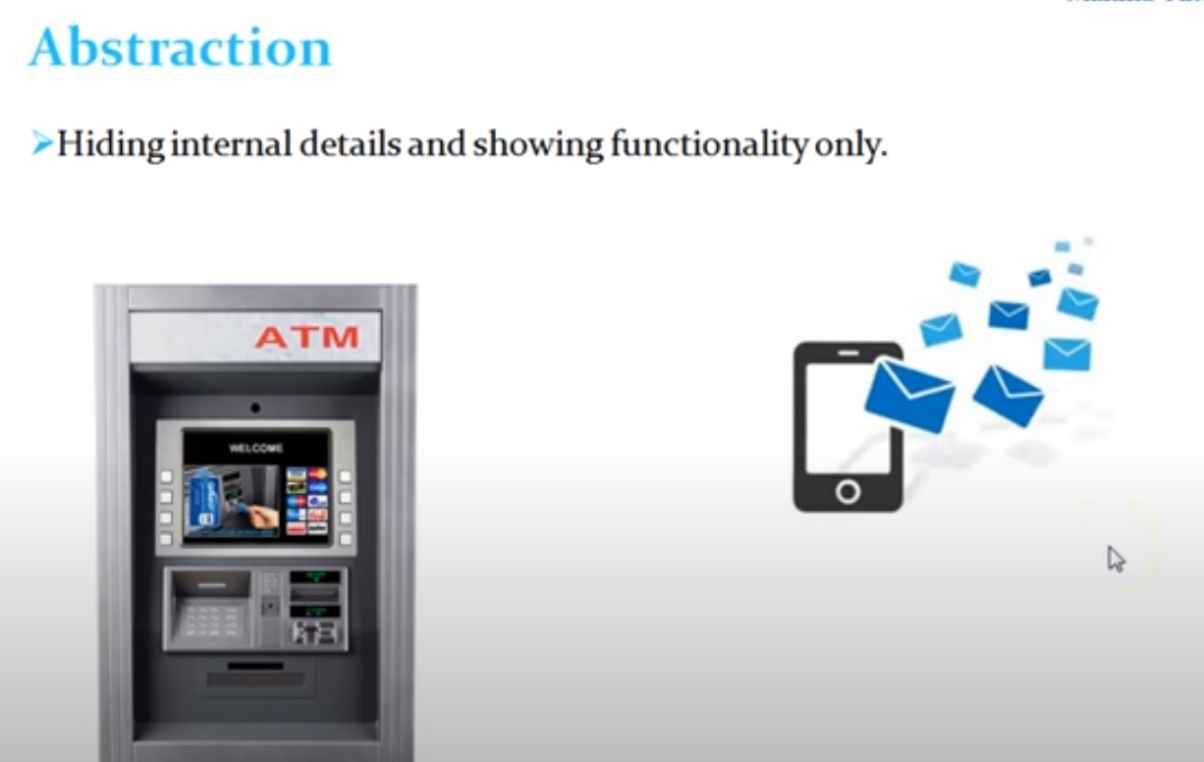 Abstraction
Hiding internal details and showing functionality only.
ATM
WELCOME